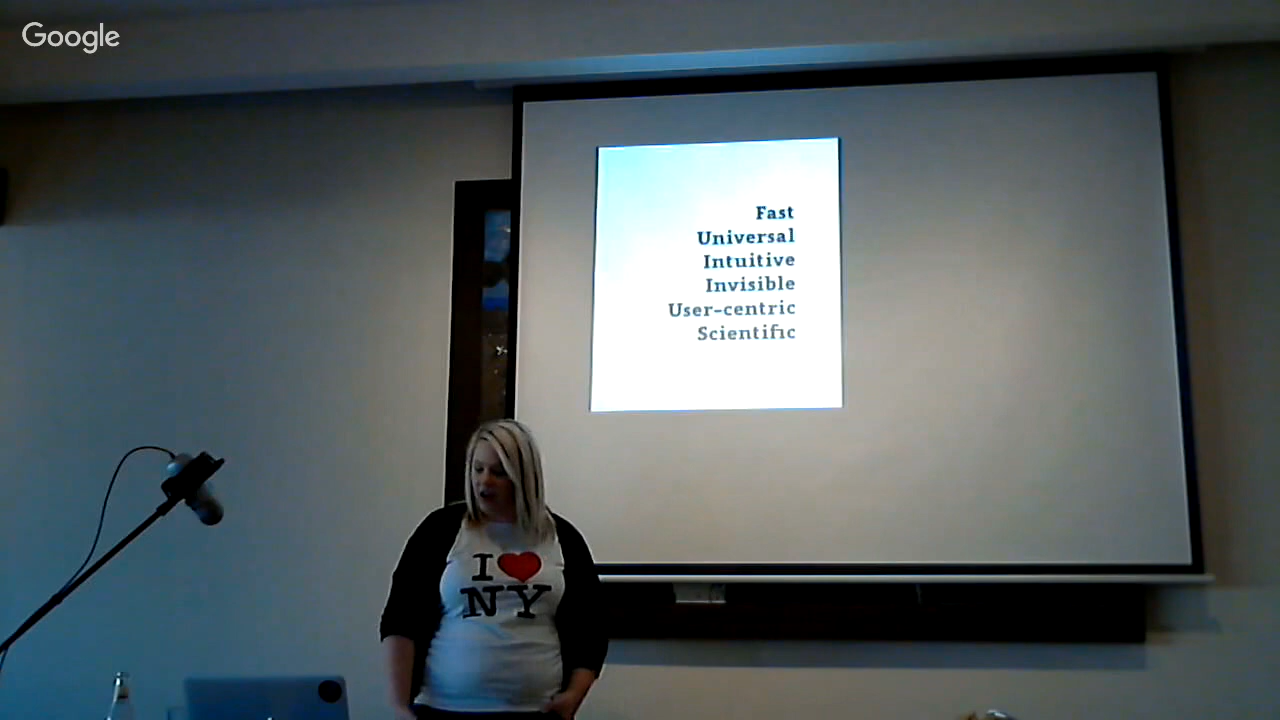 Google
Fast
Universal
Intuitive
Invisible
User-centric
Scientific
I ❤ NY